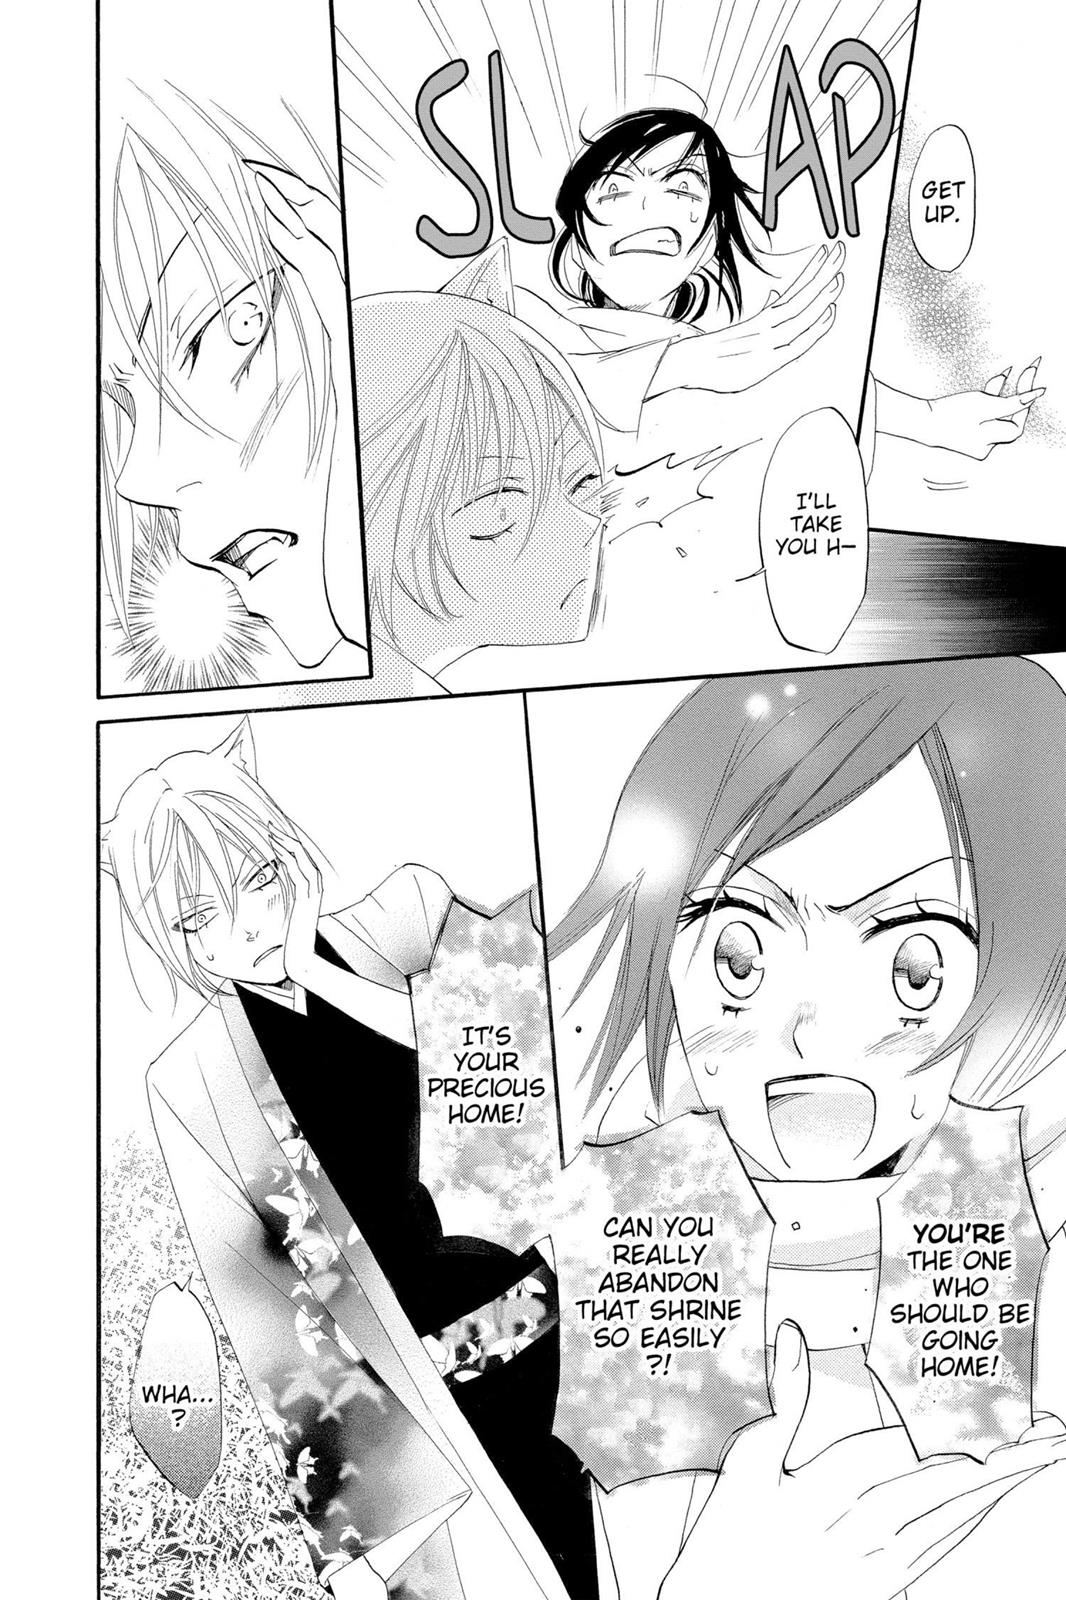 GET
UP.
I'LL
TAKE
YOU H–
SLAP
YOU'RE
THE ONE
WHO
SHOULD BE
GOING
HOME!
CAN YOU
REALLY
ABANDON
THAT SHRINE
SO EASILY
?!
IT'S
YOUR
PRECIOUS
HOME!
WHA...
?